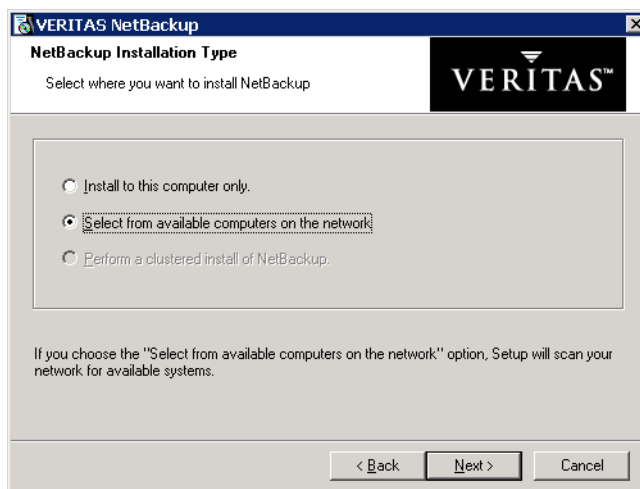 VERITAS NetBackup
NetBackup Installation Type
Select where you want to install NetBackup
VERITAS™
Install to this computer only.
Select from available computers on the network
Perform a clustered install of NetBackup.
If you choose the "Select from available computers on the network" option, Setup will scan your
network for available systems.
< Back
Next >
Cancel